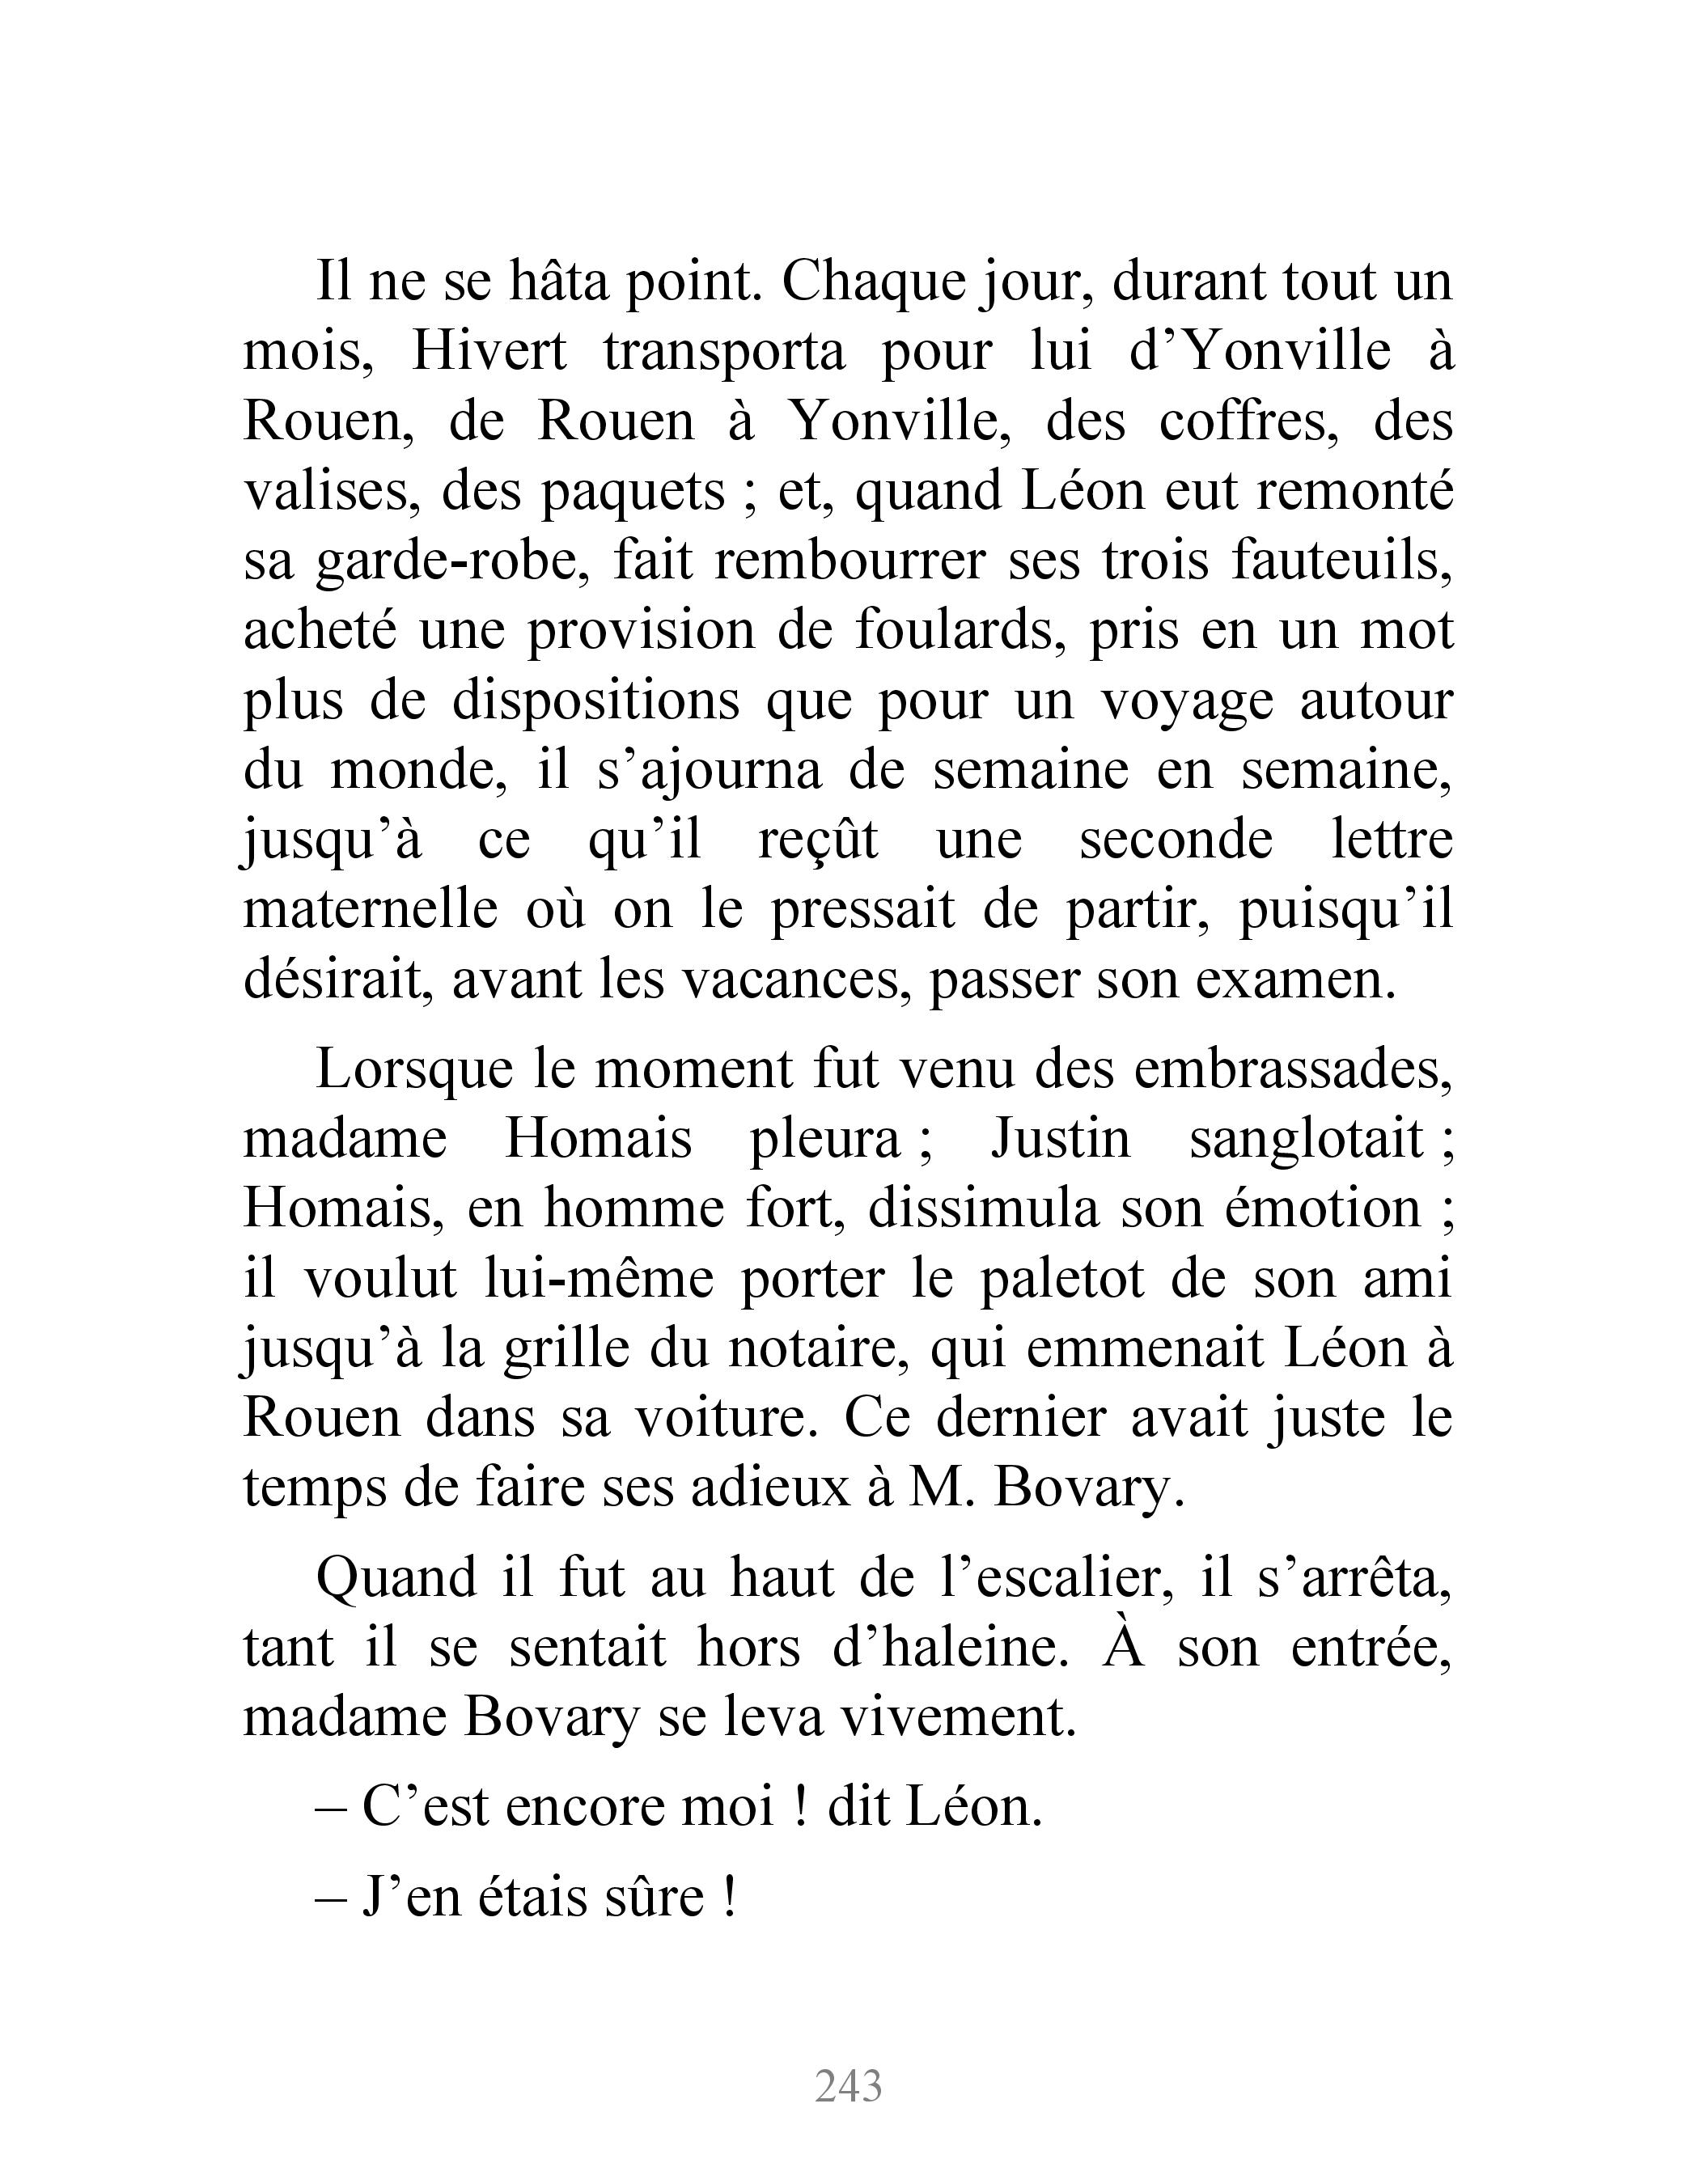 Il ne se hâta point. Chaque jour, durant tout un
mois, Hivert transporta pour lui d’Yonville à
Rouen, de Rouen à Yonville, des coffres, des
valises, des paquets ; et, quand Léon eut remonté
sa garde-robe, fait rembourrer ses trois fauteuils,
acheté une provision de foulards, pris en un mot
plus de dispositions que pour un voyage autour
du monde, il s’ajourna de semaine en semaine,
jusqu’à ce qu’il reçût une seconde lettre
maternelle où on le pressait de partir, puisqu’il
désirait, avant les vacances, passer son examen.
Lorsque le moment fut venu des embrassades,
madame Homais pleura ; Justin sanglotait ;
Homais, en homme fort, dissimula son émotion ;
il voulut lui-même porter le paletot de son ami
jusqu’à la grille du notaire, qui emmenait Léon à
Rouen dans sa voiture. Ce dernier avait juste le
temps de faire ses adieux à M. Bovary.
Quand il fut au haut de l’escalier, il s’arrêta,
tant il se sentait hors d’haleine. À son entrée,
madame Bovary se leva vivement.
– C’est encore moi ! dit Léon.
– J’en étais sûre !
243